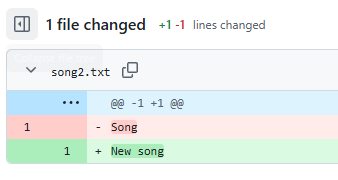 1 file changed +1 -1 lines changed
song2.txt
... @@ -1 +1 @@
1 - Song
1 + New song